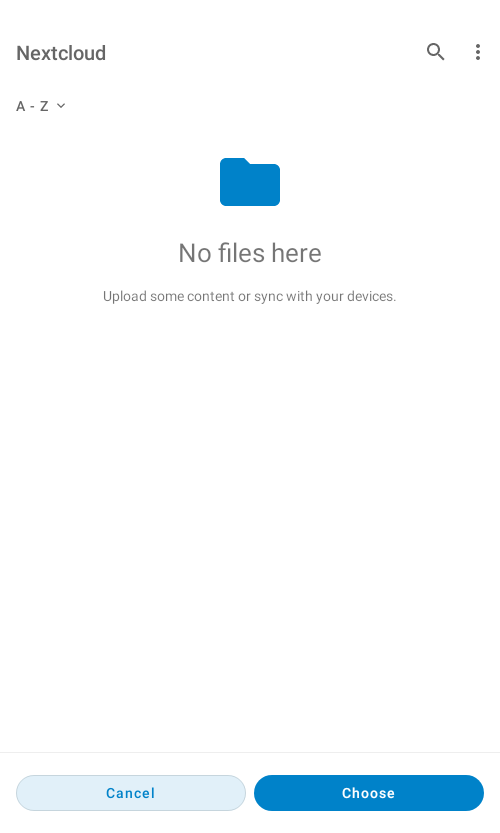 Nextcloud
A - Z
No files here
Upload some content or sync with your devices.
Cancel
Choose